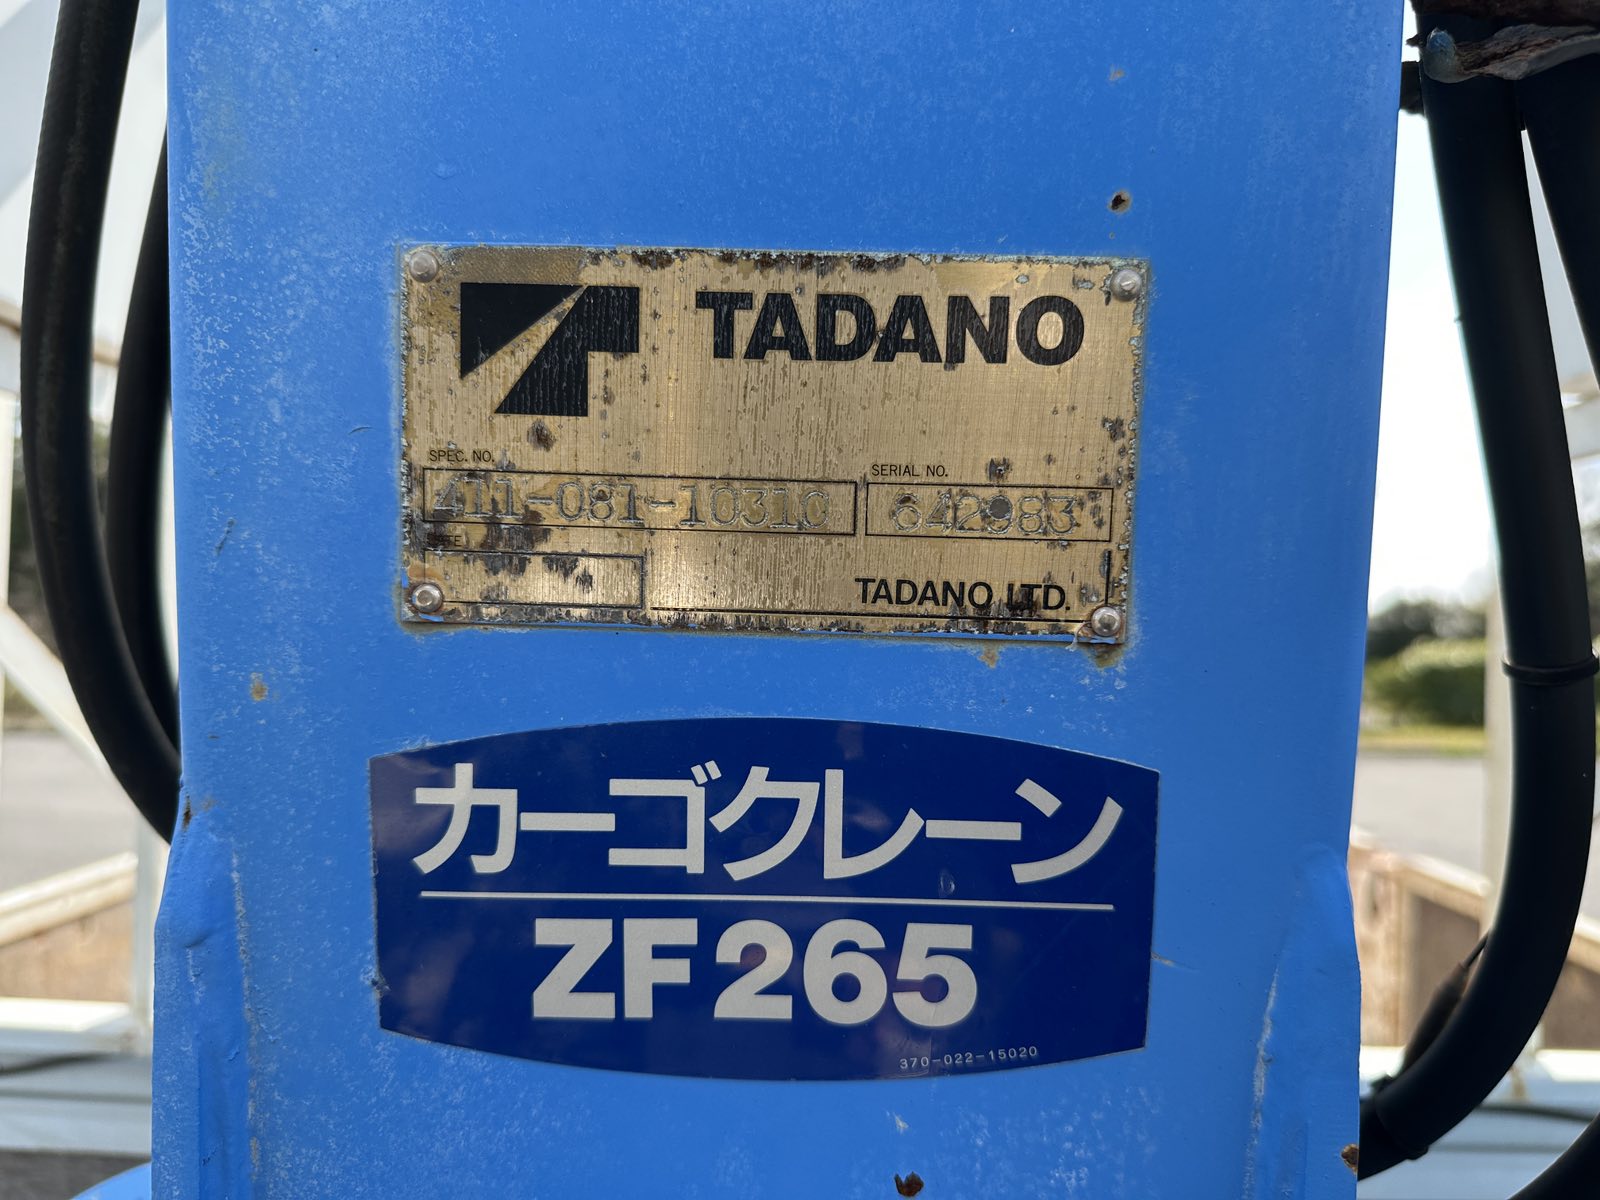 TADANO
SPEC. NO.
SERIAL NO.
411-081-10310
642983
DATE
TADANO LTD.
カーゴクレーン
ZF265
370-022-15020